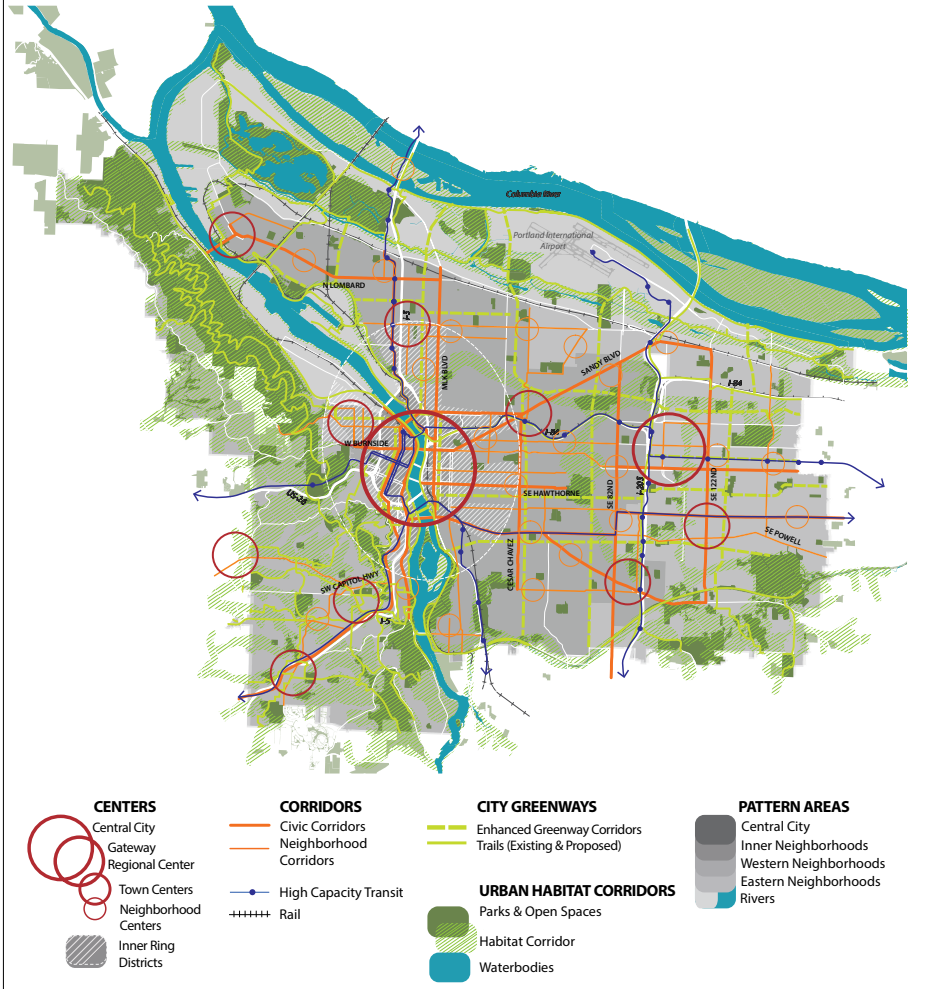 Columbia River
Portland International
Airport
N LOMBARD
I-5
MLK BLVD
SANDY BLVD
I-84
I-84
W BURNSIDE
US-26
SE HAWTHORNE
SE 82ND
I-205
SE 122ND
SE POWELL
CESAR CHAVEZ
SW CAPITOL HWY
I-5
CENTERS
Central City
Gateway
Regional Center
Town Centers
Neighborhood
Centers
Inner Ring
Districts
CORRIDORS
Civic Corridors
Neighborhood
Corridors
High Capacity Transit
Rail
CITY GREENWAYS
Enhanced Greenway Corridors
Trails (Existing & Proposed)
URBAN HABITAT CORRIDORS
Parks & Open Spaces
Habitat Corridor
Waterbodies
PATTERN AREAS
Central City
Inner Neighborhoods
Western Neighborhoods
Eastern Neighborhoods
Rivers